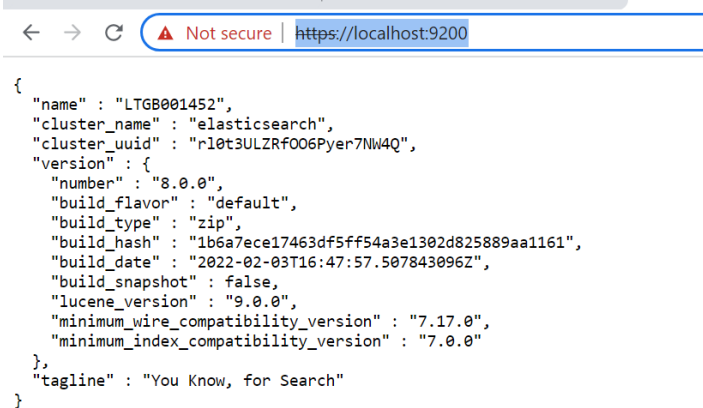 Not secure | https://localhost:9200
{
  "name" : "LTGB001452",
  "cluster_name" : "elasticsearch",
  "cluster_uuid" : "rl0t3ULZRfOO6Pyer7NW4Q",
  "version" : {
    "number" : "8.0.0",
    "build_flavor" : "default",
    "build_type" : "zip",
    "build_hash" : "1b6a7ece17463df5ff54a3e1302d825889aa1161",
    "build_date" : "2022-02-03T16:47:57.507843096Z",
    "build_snapshot" : false,
    "lucene_version" : "9.0.0",
    "minimum_wire_compatibility_version" : "7.17.0",
    "minimum_index_compatibility_version" : "7.0.0"
  },
  "tagline" : "You Know, for Search"
}